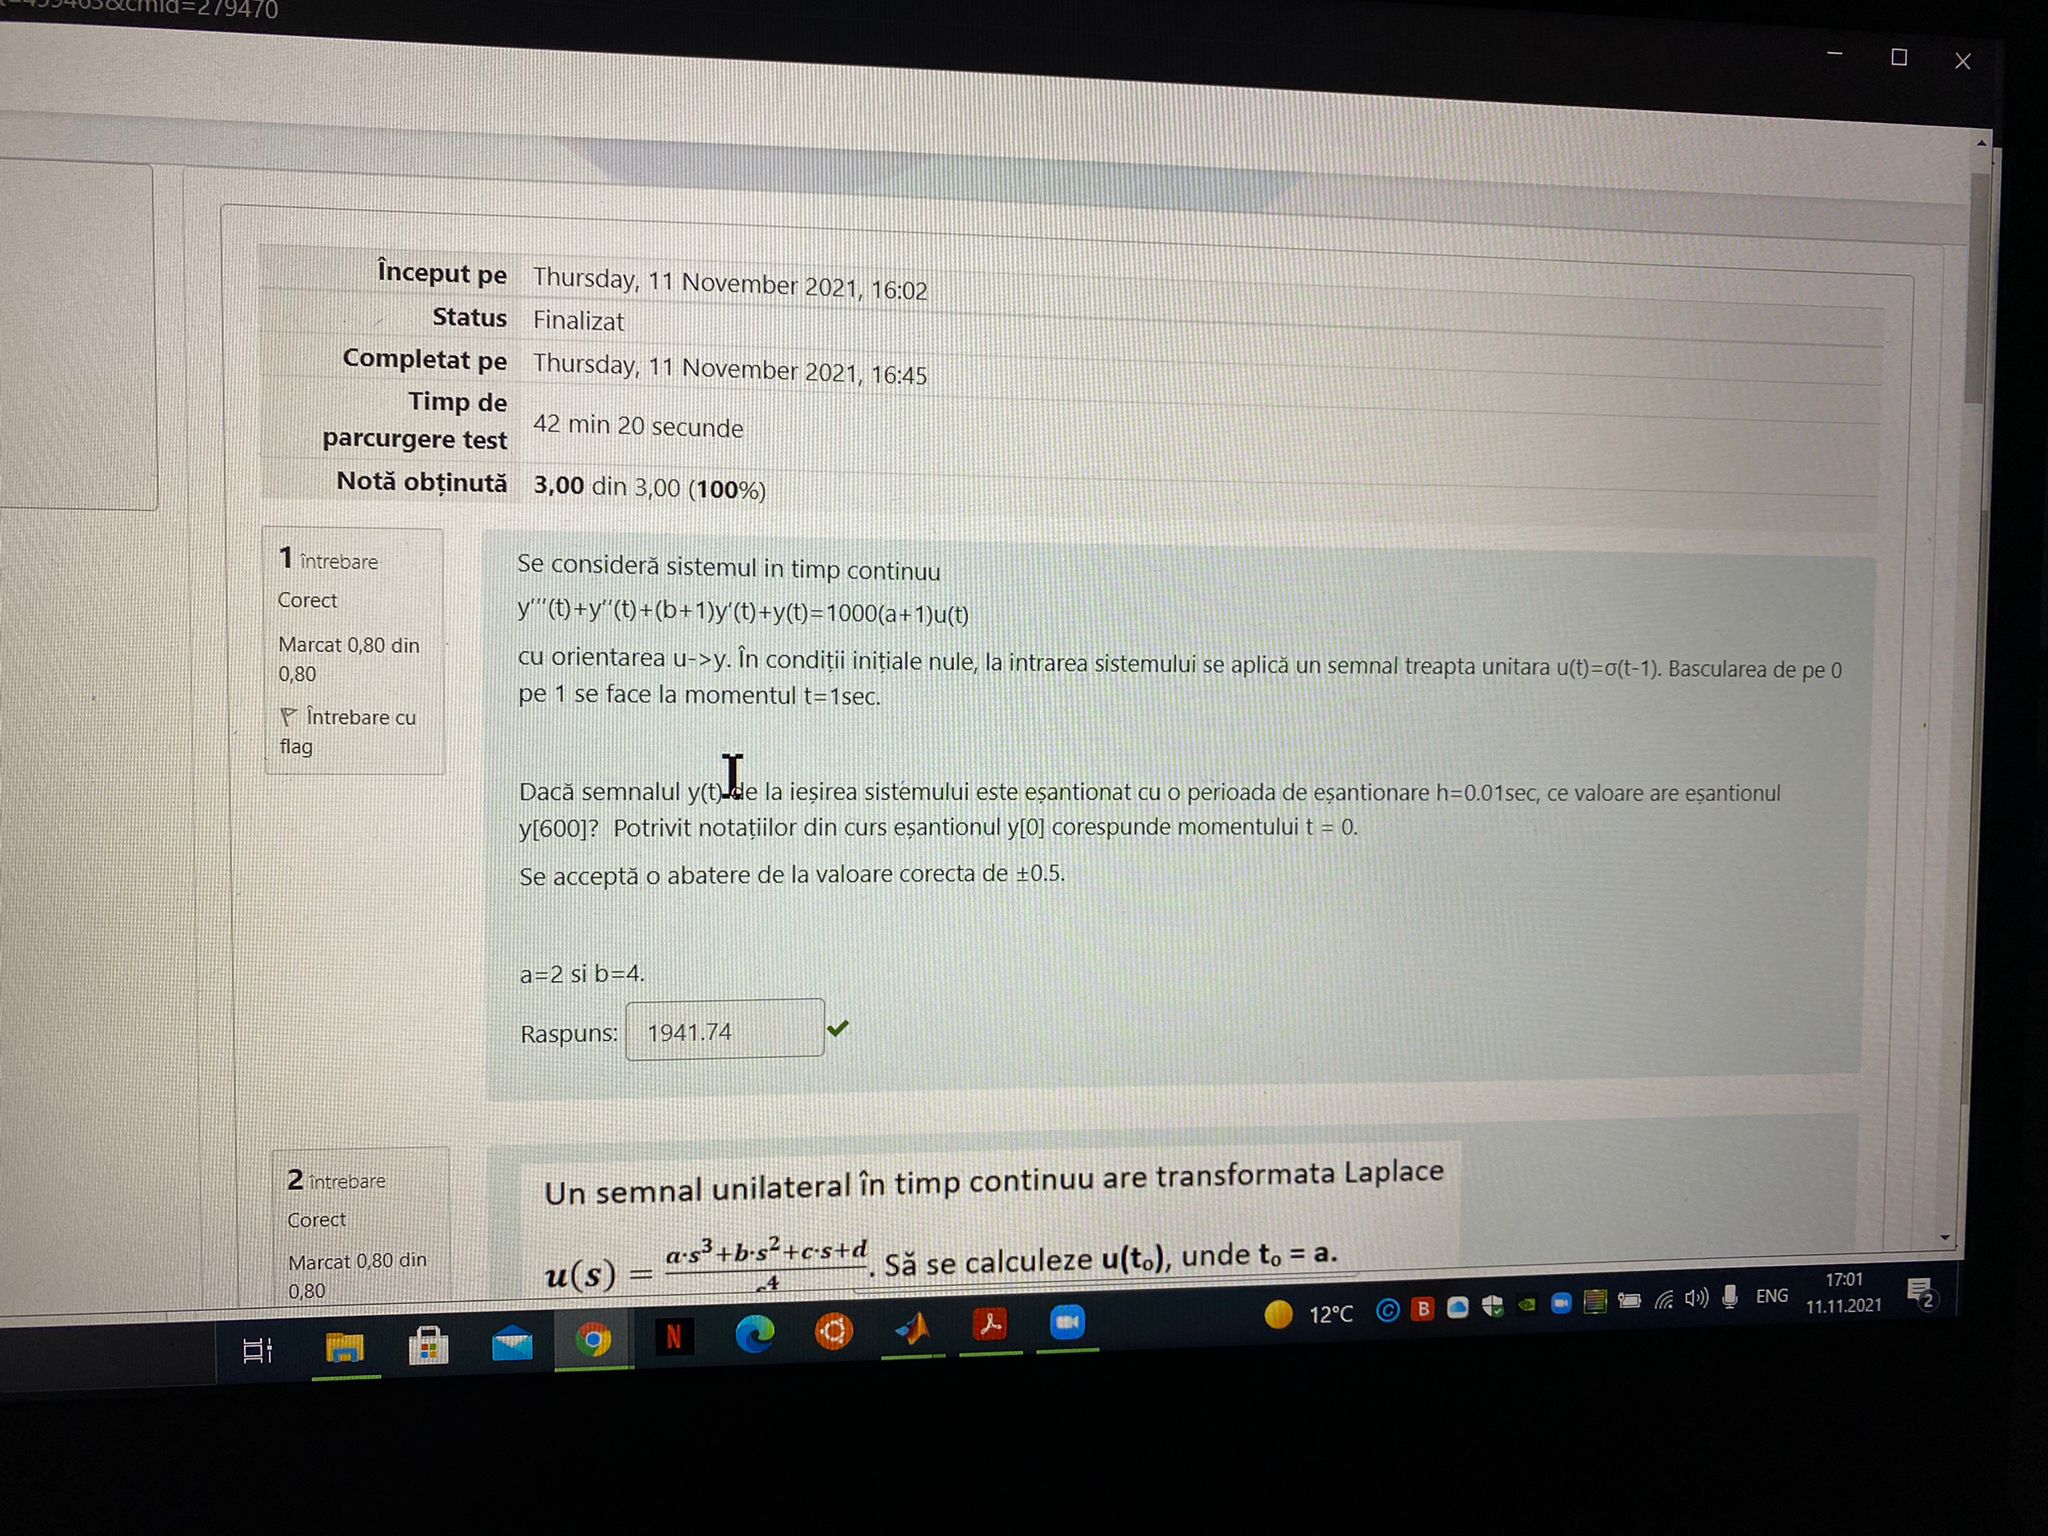 cmid=279470
Început pe Thursday, 11 November 2021, 16:02
Status Finalizat
Completat pe Thursday, 11 November 2021, 16:45
Timp de
parcurgere test 42 min 20 secunde
Notă obținută 3,00 din 3,00 (100%)
1 întrebare
Corect
Marcat 0,80 din
0,80
Întrebare cu
flag
Se consideră sistemul in timp continuu
y'''(t)+y''(t)+(b+1)y'(t)+y(t)=1000(a+1)u(t)
cu orientarea u->y. În condiții inițiale nule, la intrarea sistemului se aplică un semnal treapta unitara u(t)=σ(t-1). Bascularea de pe 0
pe 1 se face la momentul t=1sec.
Dacă semnalul y(t) de la ieșirea sistemului este eșantionat cu o perioada de eșantionare h=0.01sec, ce valoare are eșantionul
y[600]? Potrivit notațiilor din curs eșantionul y[0] corespunde momentului t = 0.
Se acceptă o abatere de la valoare corecta de ±0.5.
a=2 si b=4.
Raspuns: 1941.74
2 întrebare
Corect
Marcat 0,80 din
0,80
Un semnal unilateral în timp continuu are transformata Laplace
u(s) = a·s³+b·s²+c·s+d / s⁴ . Să se calculeze u(t₀), unde t₀ = a.
N
12°C
B
ENG
17:01
11.11.2021
2